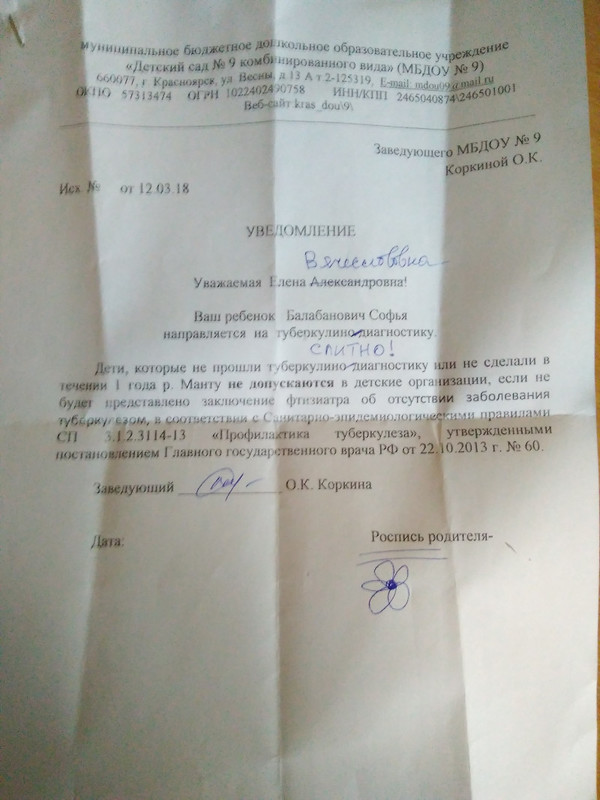 муниципальное бюджетное дошкольное образовательное учреждение
«Детский сад № 9 комбинированного вида» (МБДОУ № 9)
660077, г Красноярск, ул Весны, д 13 А т 2-125319, E-mail mdou09@mail.ru
ОКПО 57313474 ОГРН 1022402490758 ИНН/КПП 2465040874\246501001
Веб-сайт kras_dou\9\
Заведующего МБДОУ № 9
Коркиной О.К.
Исх. № от 12.03.18
УВЕДОМЛЕНИЕ
Вячеслововна
Уважаемая Елена Александровна!
Ваш ребенок Балабанович Софья
направляется на туберкулино диагностику.
СЛИТНО!
Дети, которые не прошли туберкулино-диагностику или не сделали в
течении 1 года р. Манту не допускаются в детские организации, если не
будет представлено заключение фтизиатра об отсутствии заболевания
туберкулезом, в соответствии с Санитарно-эпидемиологическими правилами
СП 3.1.2.3114-13 «Профилактика туберкулеза», утвержденными
постановлением Главного государственного врача РФ от 22.10.2013 г. № 60.
Заведующий О.К. Коркина
Дата:
Роспись родителя-